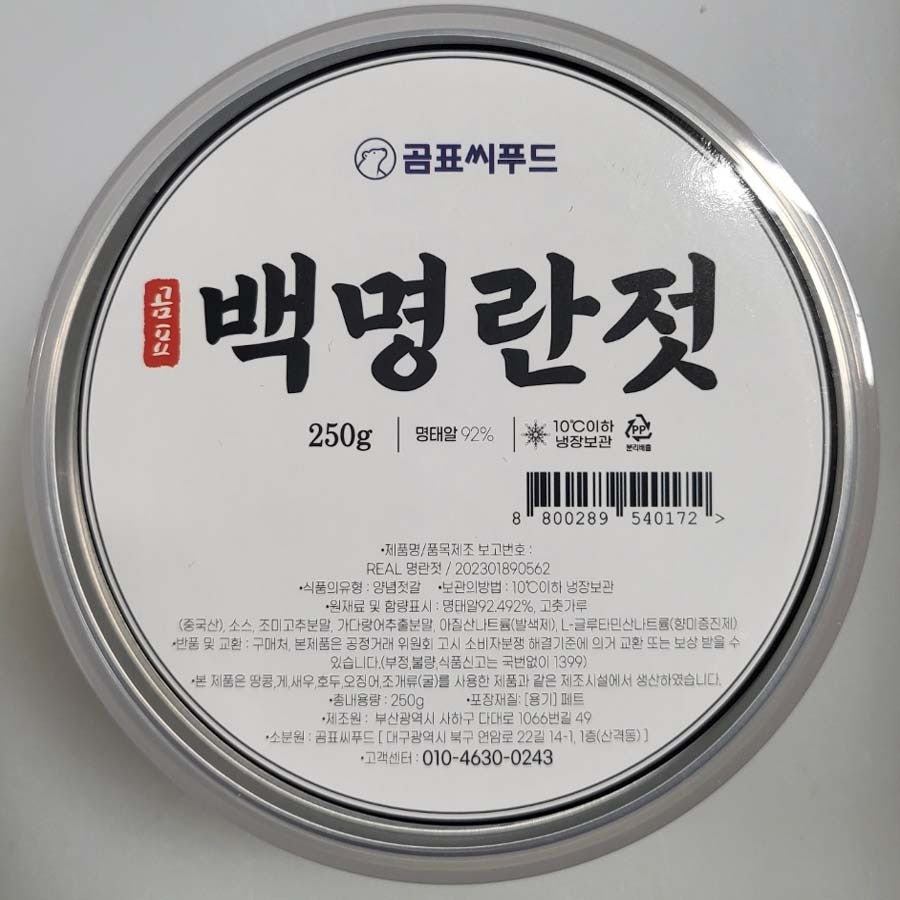 곰표씨푸드
곰표
백명란젓
250g
명태알 92%
10℃이하
냉장보관
PP
분리배출
8 800289 540172 >
•제품명/품목제조 보고번호 :
REAL 명란젓 / 202301890562
•식품의유형 : 양념젓갈 •보관의방법 : 10℃이하 냉장보관
•원재료 및 함량표시 : 명태알92.492%, 고춧가루
(중국산), 소스, 조미고추분말, 가다랑어추출분말, 아질산나트륨(발색제), L-글루타민산나트륨(향미증진제)
•반품 및 교환 : 구매처, 본제품은 공정거래 위원회 고시 소비자분쟁 해결기준에 의거 교환 또는 보상 받을 수
있습니다.(부정,불량,식품신고는 국번없이 1399)
•본 제품은 땅콩,게,새우,호두,오징어,조개류(굴)를 사용한 제품과 같은 제조시설에서 생산하였습니다.
•총내용량 : 250g •포장재질: [용기] 페트
•제조원 : 부산광역시 사하구 다대로 1066번길 49
•소분원 : 곰표씨푸드 [ 대구광역시 북구 연암로 22길 14-1, 1층(산격동) ]
•고객센터 : 010-4630-0243